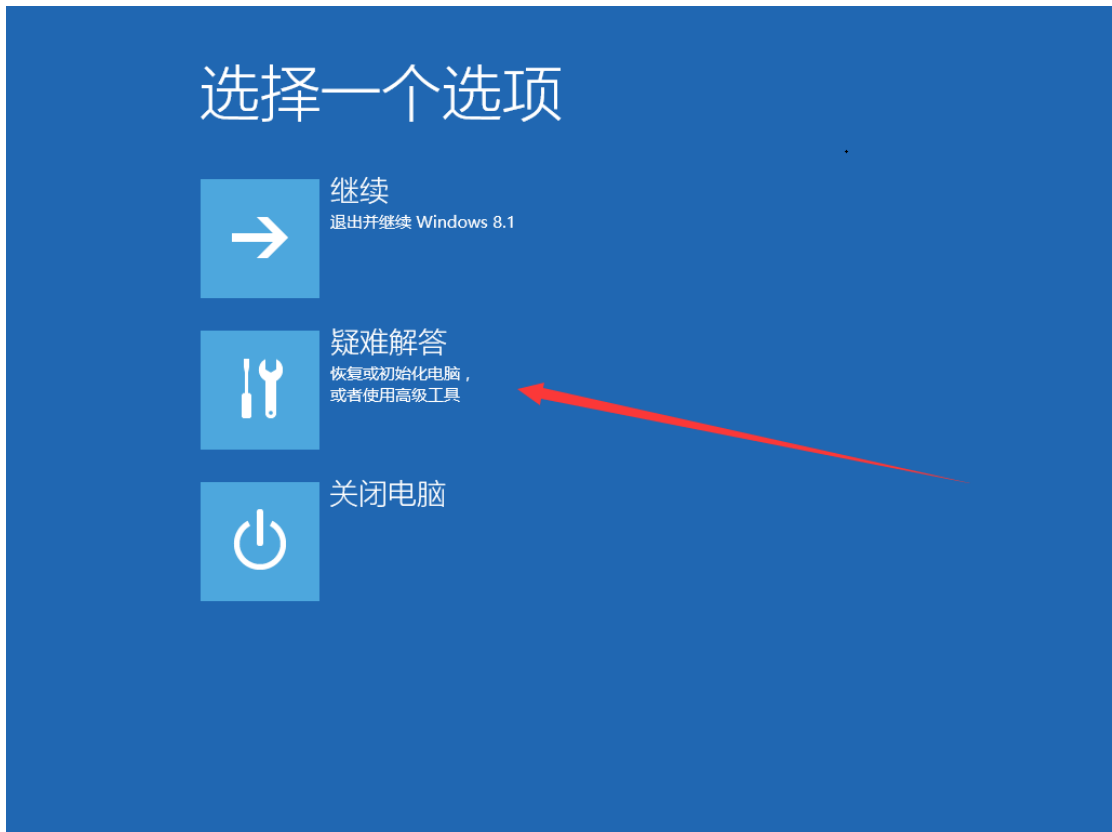 选择一个选项
继续
退出并继续 Windows 8.1
疑难解答
恢复或初始化电脑，
或者使用高级工具
关闭电脑